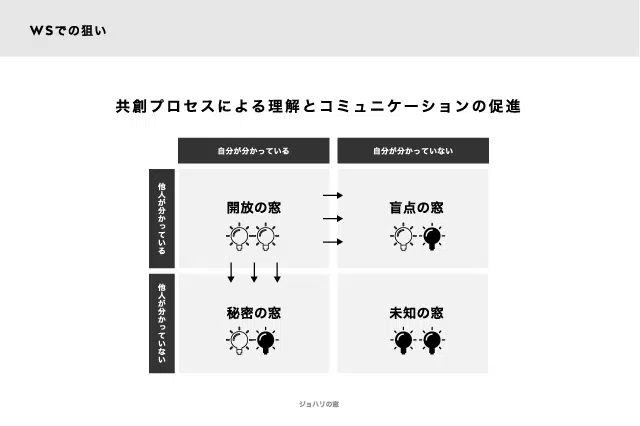 WSでの狙い
共創プロセスによる理解とコミュニケーションの促進
自分が分かっている
自分が分かっていない
他人が分かっている
開放の窓
盲点の窓
他人が分かっていない
秘密の窓
未知の窓
ジョハリの窓